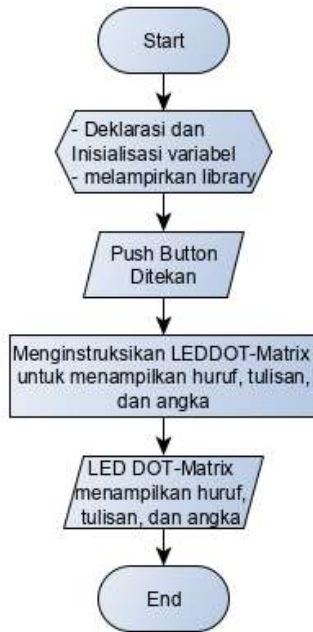 Start
- Deklarasi dan
Inisialisasi variabel
- melampirkan library
Push Button
Ditekan
Menginstruksikan LEDDOT-Matrix
untuk menampilkan huruf, tulisan,
dan angka
LED DOT-Matrix
menampilkan huruf,
tulisan, dan angka
End